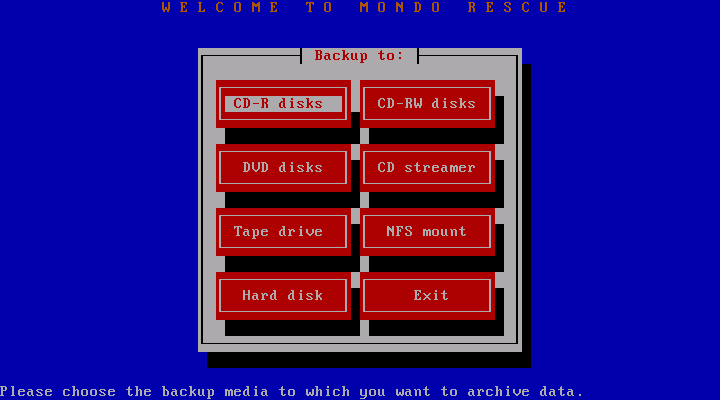 WELCOME TO MONDO RESCUE
Backup to:
CD-R disks CD-RW disks
DVD disks CD streamer
Tape drive NFS mount
Hard disk Exit
Please choose the backup media to which you want to archive data.